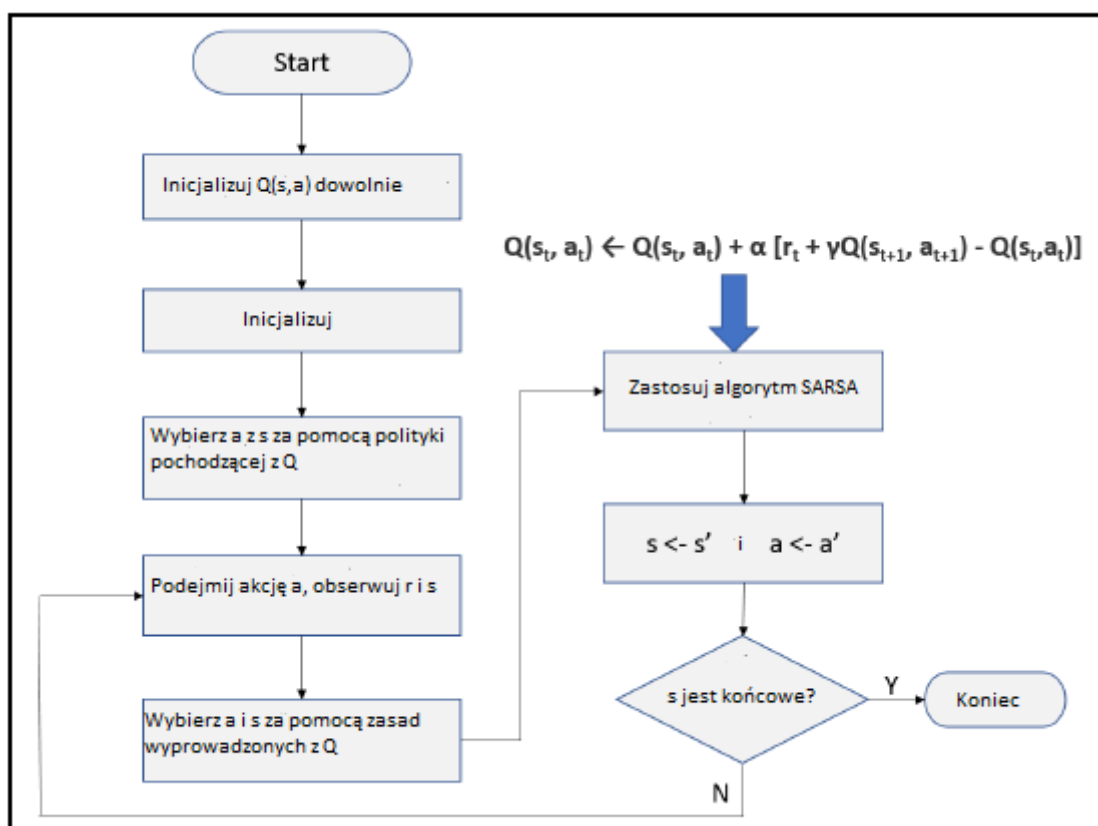 Start
Inicjalizuj Q(s,a) dowolnie
Inicjalizuj
Wybierz a z s za pomocą polityki
pochodzącej z Q
Podejmij akcję a, obserwuj r i s
Wybierz a i s za pomocą zasad
wyprowadzonych z Q
Q(sₜ, aₜ) ← Q(sₜ, aₜ) + α [rₜ + γQ(sₜ₊₁, aₜ₊₁) - Q(sₜ,aₜ)]
Zastosuj algorytm SARSA
s <- s’ i a <- a’
s jest końcowe?
Y
Koniec
N